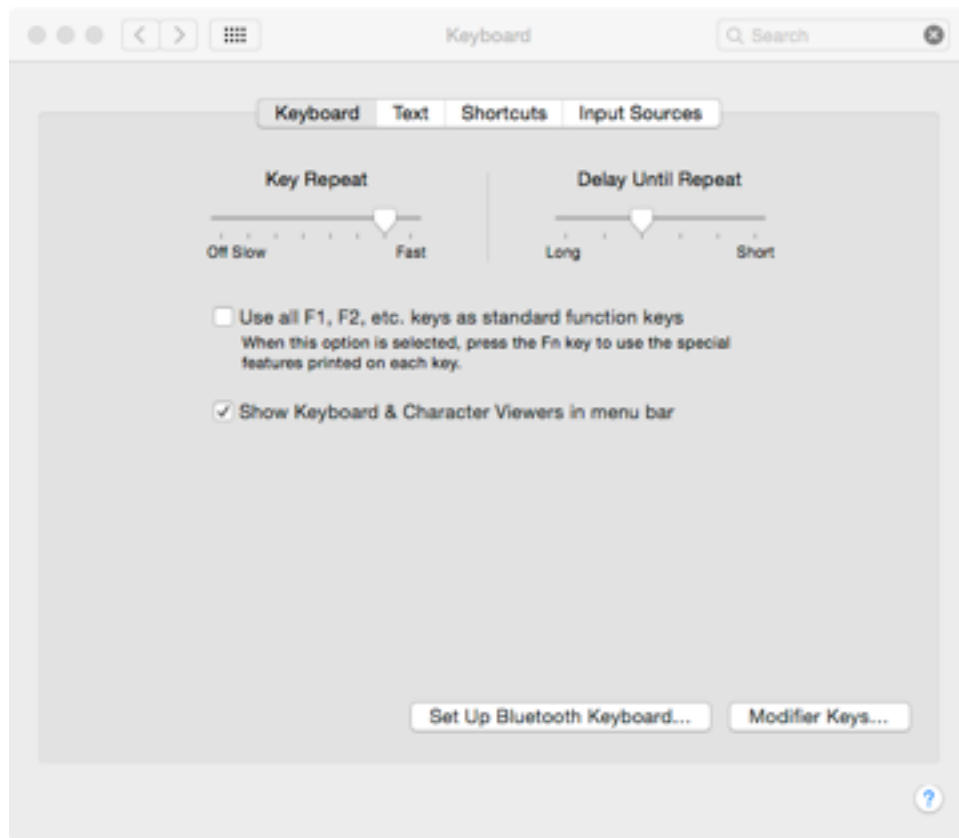 Keyboard
Search
Keyboard Text Shortcuts Input Sources
Key Repeat Delay Until Repeat
Off Slow Fast Long Short
Use all F1, F2, etc. keys as standard function keys
When this option is selected, press the Fn key to use the special
features printed on each key.
Show Keyboard & Character Viewers in menu bar
Set Up Bluetooth Keyboard... Modifier Keys...
?